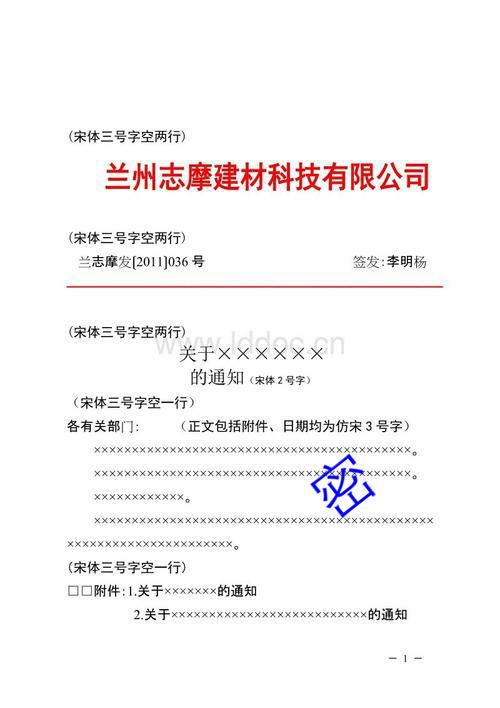 (宋体三号字空两行)
兰州志摩建材科技有限公司
(宋体三号字空两行)
兰志摩发[2011]036 号 签发:李明杨
(宋体三号字空两行)
www.lddoc.cn
关于××××××
的通知(宋体 2 号字)
(宋体三号字空一行)
各有关部门: (正文包括附件、日期均为仿宋 3 号字)
××××××××××××××××××××××××××××××××××××××××××。
××××××××××××××××××××××××××××××××××××××××××。
××××××××××××。
×××××××××××××××××××××××××××××××××××××××××××××
××××××××××××××××××××××。
密
(宋体三号字空一行)
□□附件:1.关于×××××××的通知
2.关于××××××××××××××××××××××××××的通知
－ 1 －